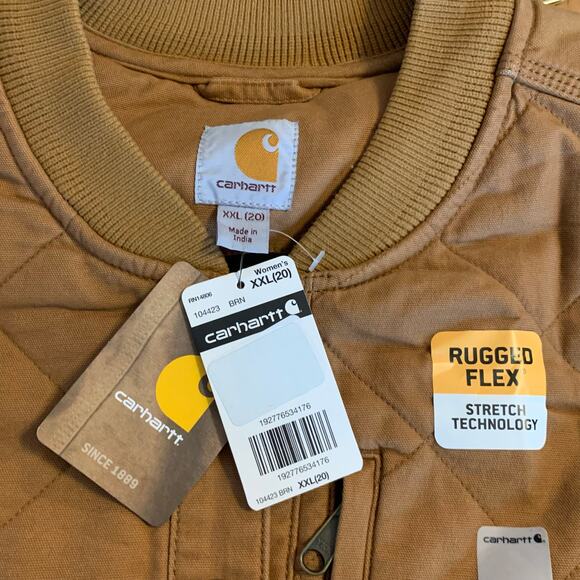 carhartt
XXL (20)
Made in
India
carhartt
SINCE 1889
RN14806
Women's
104423 BRN XXL(20)
carhartt
192776534176
192776534176
104423 BRN XXL(20)
RUGGED
FLEX®
STRETCH
TECHNOLOGY
carhartt